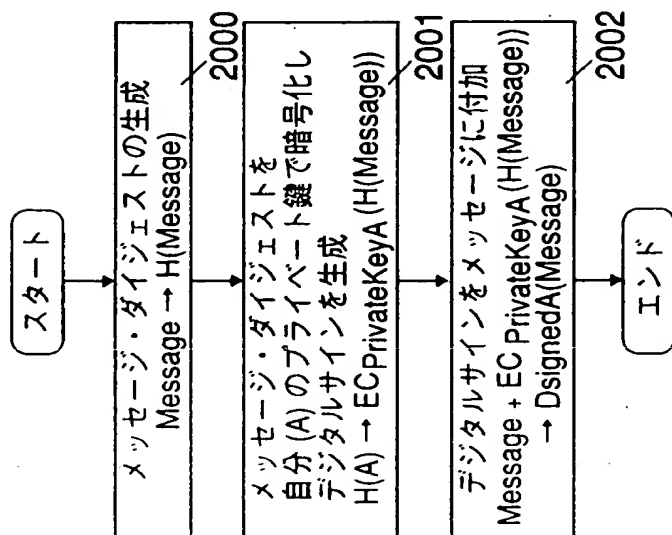 スタート
メッセージ・ダイジェストの生成
Message → H(Message)
2000
メッセージ・ダイジェストを
自分(A)のプライベート鍵で暗号化し
デジタルサインを生成
H(A) → ECPrivateKeyA (H(Message))
2001
デジタルサインをメッセージに付加
Message + EC PrivateKeyA (H(Message))
→ DsignedA(Message)
2002
エンド